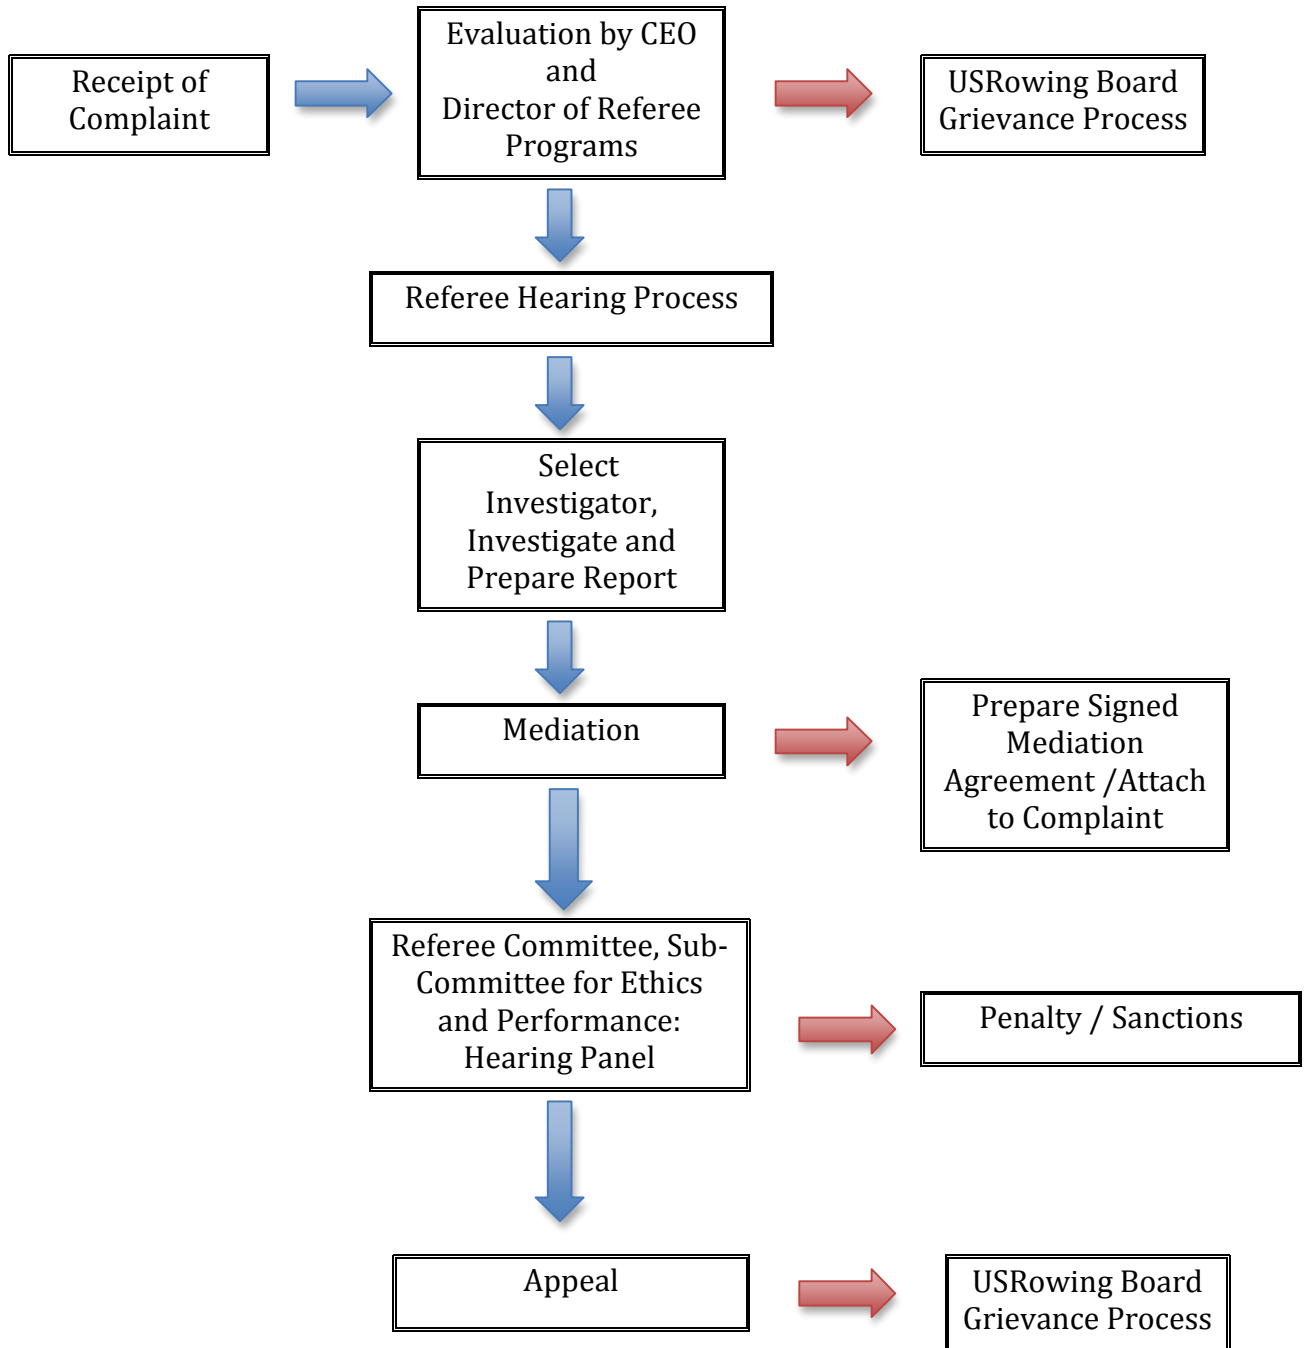 Receipt of
Complaint
Evaluation by CEO
and
Director of Referee
Programs
USRowing Board
Grievance Process
Referee Hearing Process
Select
Investigator,
Investigate and
Prepare Report
Mediation
Prepare Signed
Mediation
Agreement /Attach
to Complaint
Referee Committee, Sub-
Committee for Ethics
and Performance:
Hearing Panel
Penalty / Sanctions
Appeal
USRowing Board
Grievance Process